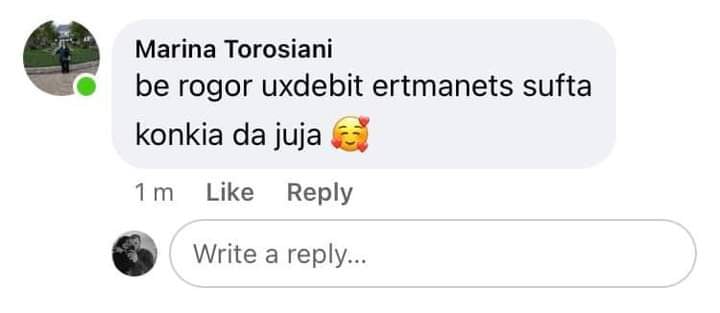 Marina Torosiani
be rogor uxdebit ertmanets sufta
konkia da juja 🥰
1 m Like Reply
Write a reply...